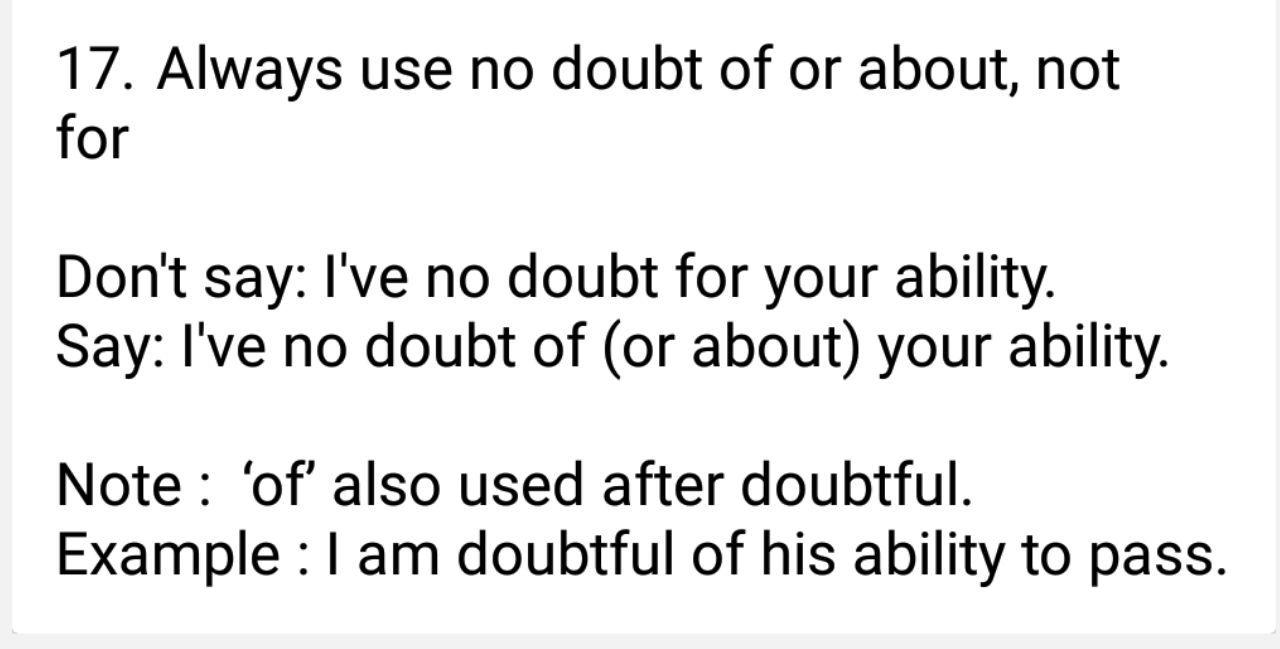 17. Always use no doubt of or about, not
for
Don't say: I've no doubt for your ability.
Say: I've no doubt of (or about) your ability.
Note :  ‘of’ also used after doubtful.
Example : I am doubtful of his ability to pass.